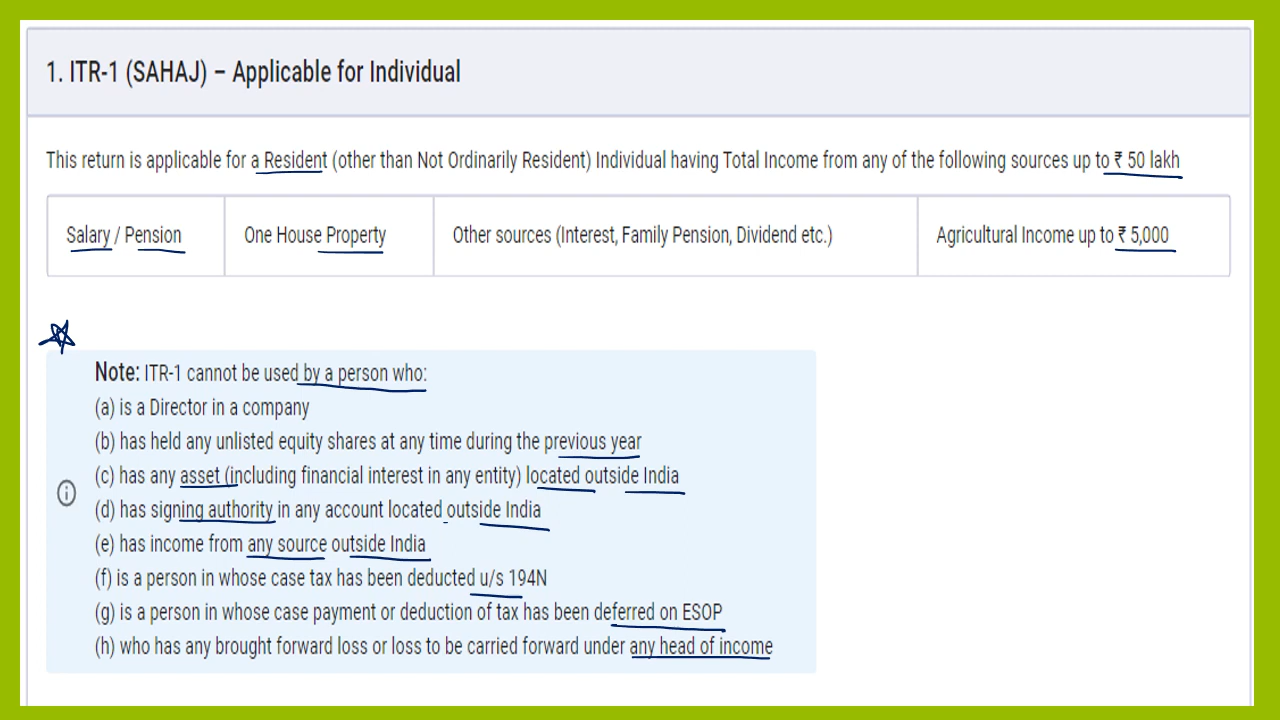 1. ITR-1 (SAHAJ) – Applicable for Individual
This return is applicable for a Resident (other than Not Ordinarily Resident) Individual having Total Income from any of the following sources up to ₹ 50 lakh
Salary / Pension
One House Property
Other sources (Interest, Family Pension, Dividend etc.)
Agricultural Income up to ₹ 5,000
Note: ITR-1 cannot be used by a person who:
(a) is a Director in a company
(b) has held any unlisted equity shares at any time during the previous year
(c) has any asset (including financial interest in any entity) located outside India
(d) has signing authority in any account located outside India
(e) has income from any source outside India
(f) is a person in whose case tax has been deducted u/s 194N
(g) is a person in whose case payment or deduction of tax has been deferred on ESOP
(h) who has any brought forward loss or loss to be carried forward under any head of income